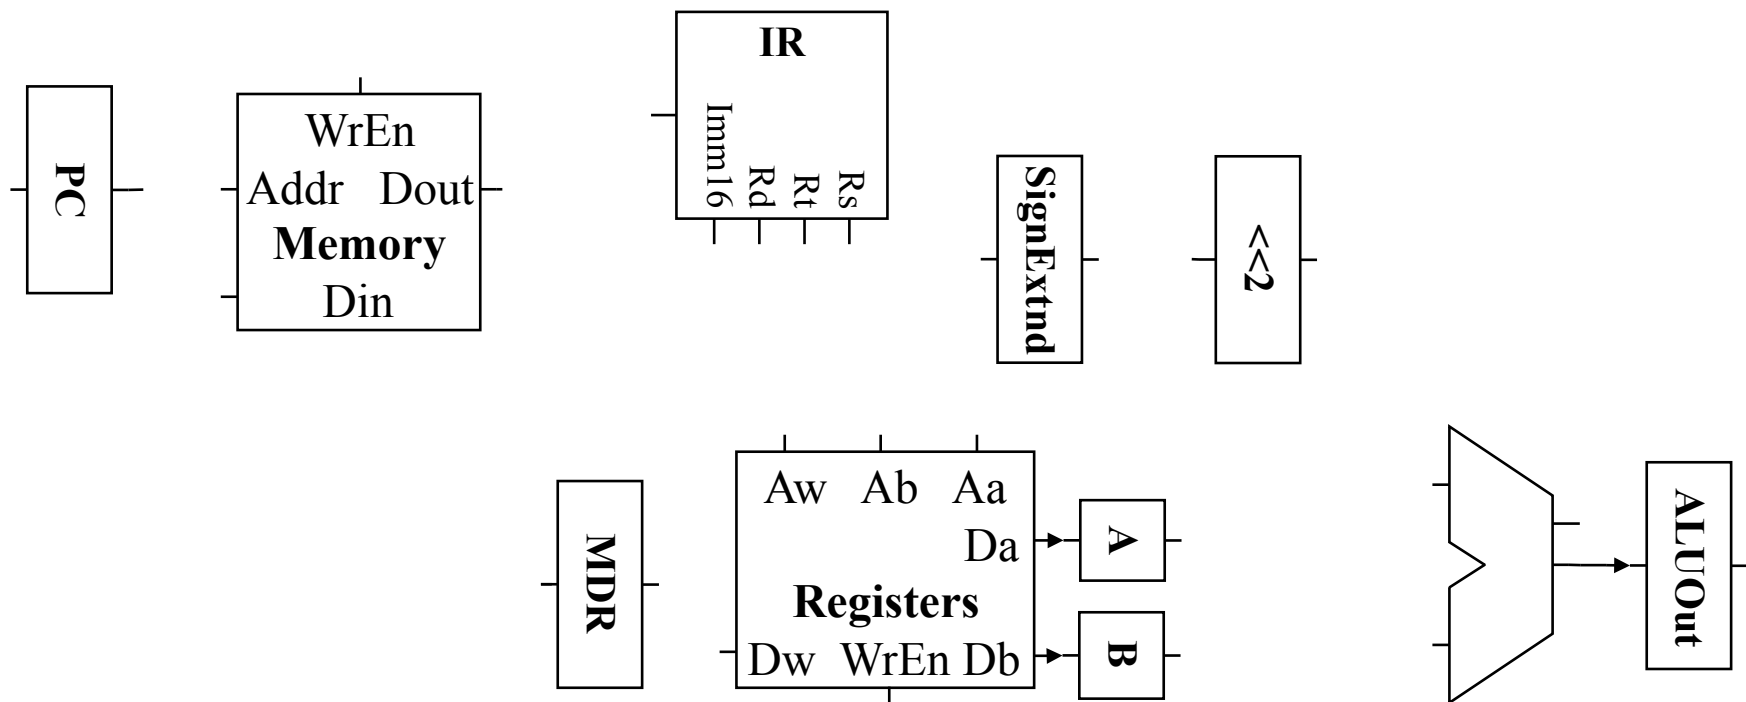 IR
Imm16
Rd
Rt
Rs
PC
WrEn
Addr Dout
Memory
Din
SignExtnd
<<2
MDR
Aw Ab Aa
Da
Registers
Dw WrEn Db
A
B
ALUOut